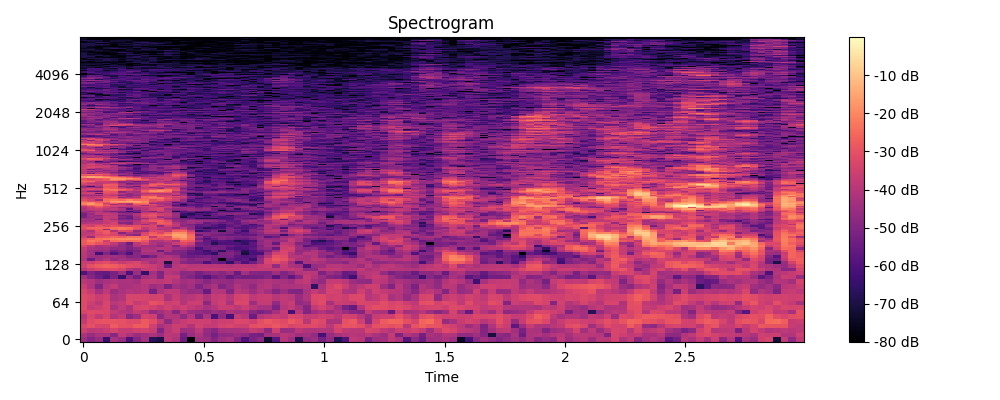 Spectrogram
4096
2048
1024
512
256
128
64
0
Hz
0
0.5
1
1.5
2
2.5
Time
-10 dB
-20 dB
-30 dB
-40 dB
-50 dB
-60 dB
-70 dB
-80 dB